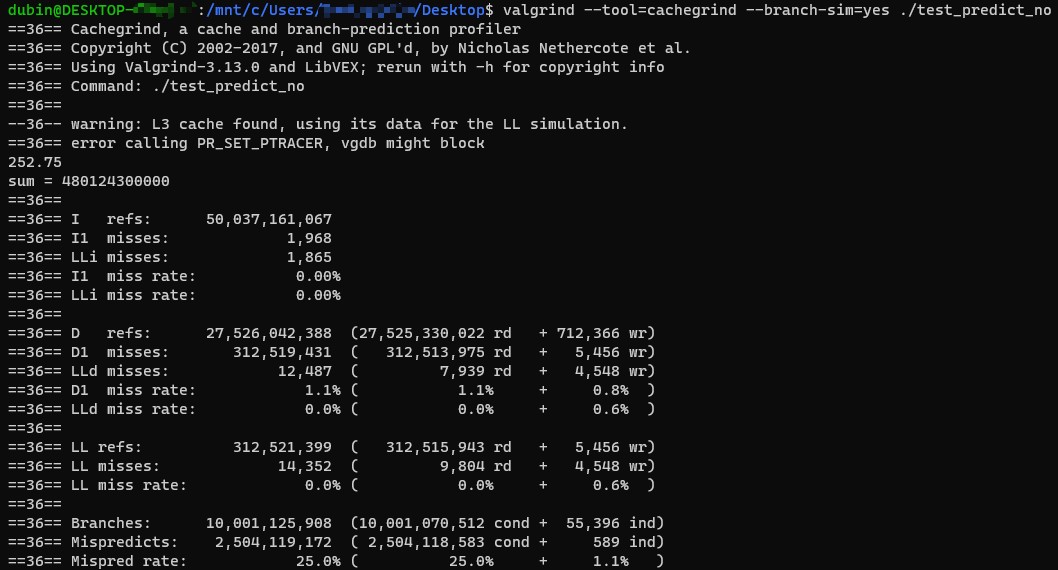 dubin@DESKTOP- :/mnt/c/Users/ /Desktop$ valgrind --tool=cachegrind --branch-sim=yes ./test_predict_no
==36== Cachegrind, a cache and branch-prediction profiler
==36== Copyright (C) 2002-2017, and GNU GPL'd, by Nicholas Nethercote et al.
==36== Using Valgrind-3.13.0 and LibVEX; rerun with -h for copyright info
==36== Command: ./test_predict_no
==36==
--36-- warning: L3 cache found, using its data for the LL simulation.
==36== error calling PR_SET_PTRACER, vgdb might block
252.75
sum = 480124300000
==36==
==36== I   refs:      50,037,161,067
==36== I1  misses:             1,968
==36== LLi misses:             1,865
==36== I1  miss rate:           0.00%
==36== LLi miss rate:           0.00%
==36==
==36== D   refs:      27,526,042,388  (27,525,330,022 rd   + 712,366 wr)
==36== D1  misses:       312,519,431  (   312,513,975 rd   +   5,456 wr)
==36== LLd misses:            12,487  (         7,939 rd   +   4,548 wr)
==36== D1  miss rate:            1.1% (           1.1%     +     0.8%  )
==36== LLd miss rate:            0.0% (           0.0%     +     0.6%  )
==36==
==36== LL refs:          312,521,399  (   312,515,943 rd   +   5,456 wr)
==36== LL misses:             14,352  (         9,804 rd   +   4,548 wr)
==36== LL miss rate:             0.0% (           0.0%     +     0.6%  )
==36==
==36== Branches:      10,001,125,908  (10,001,070,512 cond +  55,396 ind)
==36== Mispredicts:    2,504,119,172  ( 2,504,118,583 cond +     589 ind)
==36== Mispred rate:            25.0% (          25.0%     +     1.1%   )